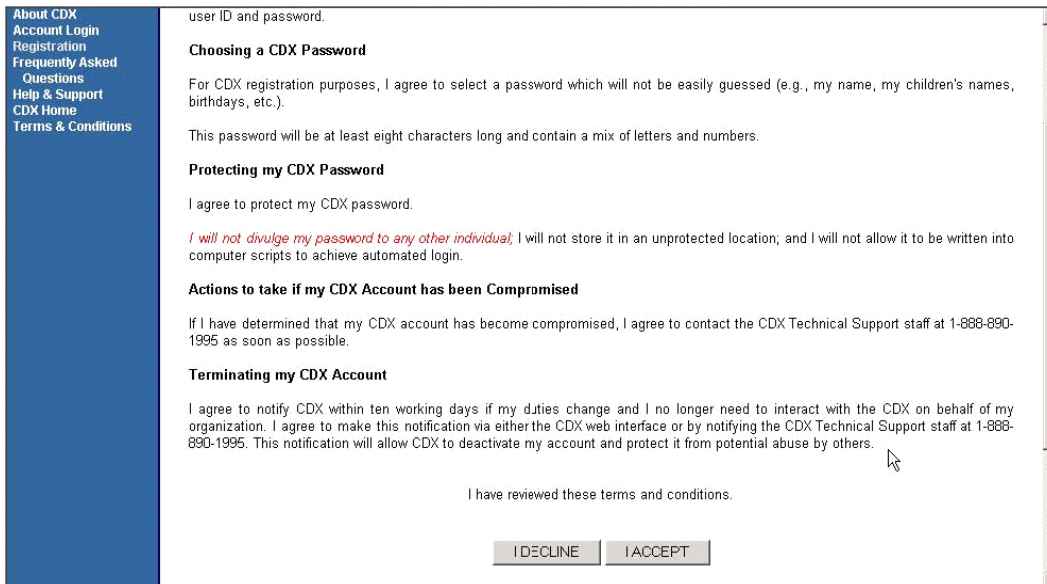 About CDX
Account Login
Registration
Frequently Asked
Questions
Help & Support
CDX Home
Terms & Conditions
user ID and password.
Choosing a CDX Password
For CDX registration purposes, I agree to select a password which will not be easily guessed (e.g., my name, my children's names,
birthdays, etc.).
This password will be at least eight characters long and contain a mix of letters and numbers.
Protecting my CDX Password
I agree to protect my CDX password.
I will not divulge my password to any other individual; I will not store it in an unprotected location; and I will not allow it to be written into
computer scripts to achieve automated login.
Actions to take if my CDX Account has been Compromised
If I have determined that my CDX account has become compromised, I agree to contact the CDX Technical Support staff at 1-888-890-
1995 as soon as possible.
Terminating my CDX Account
I agree to notify CDX within ten working days if my duties change and I no longer need to interact with the CDX on behalf of my
organization. I agree to make this notification via either the CDX web interface or by notifying the CDX Technical Support staff at 1-888-
890-1995. This notification will allow CDX to deactivate my account and protect it from potential abuse by others.
I have reviewed these terms and conditions.
I DECLINE I ACCEPT